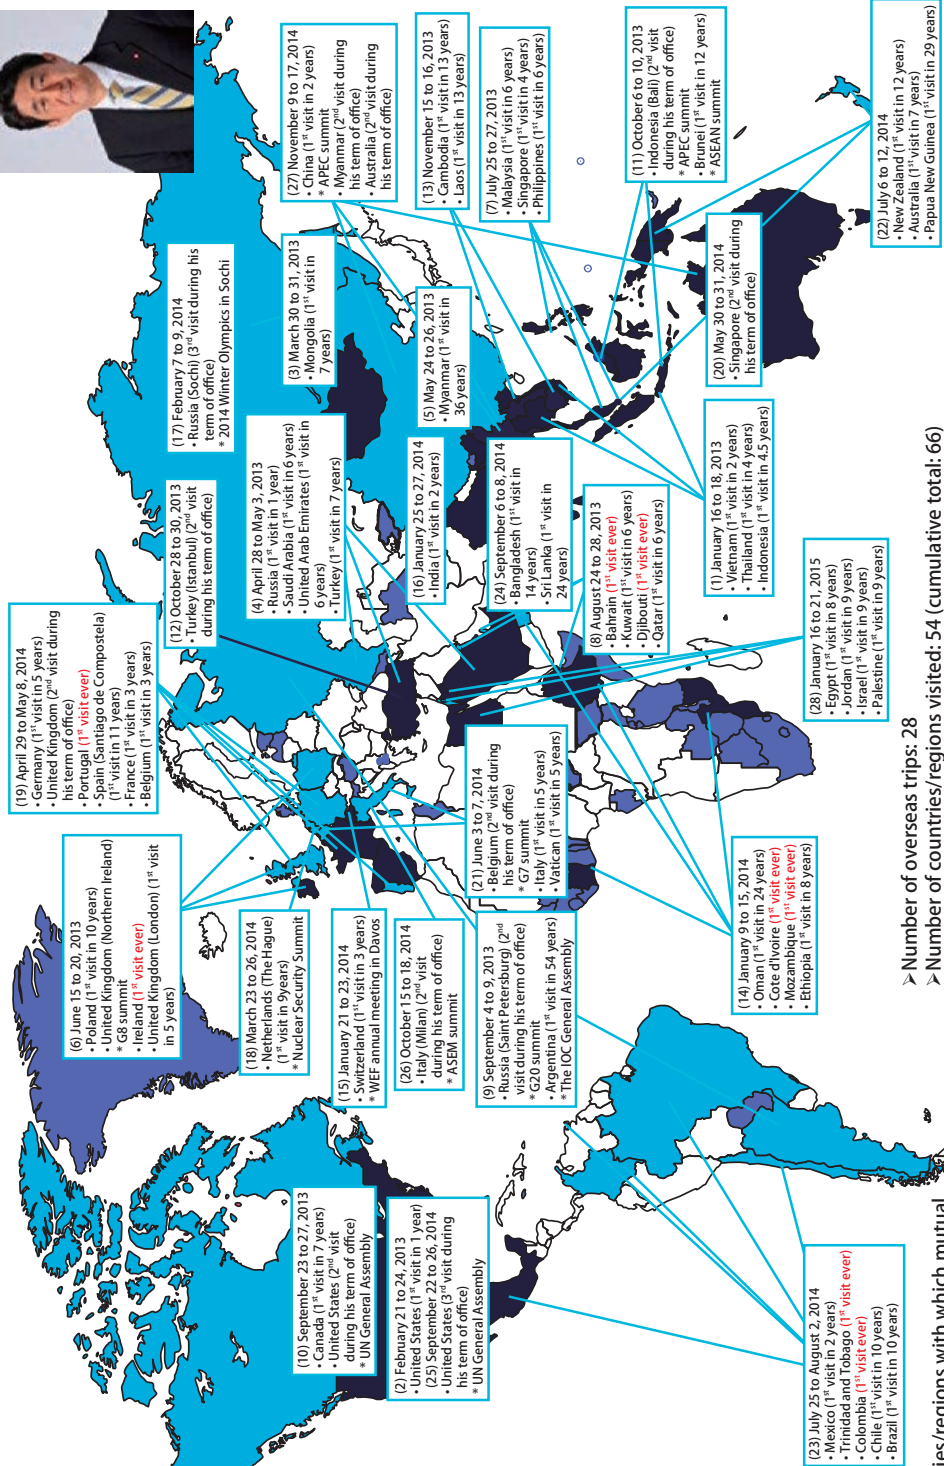 (19) April 29 to May 8, 2014
• Germany (1st visit in 5 years)
• United Kingdom (2nd visit during
his term of office)
• Portugal (1st visit ever)
• Spain (Santiago de Compostela)
(1st visit in 11 years)
• France (1st visit in 3 years)
• Belgium (1st visit in 3 years)
(12) October 28 to 30, 2013
• Turkey (Istanbul) (2nd visit
during his term of office)
(17) February 7 to 9, 2014
• Russia (Sochi) (3rd visit during his
term of office)
* 2014 Winter Olympics in Sochi
(27) November 9 to 17, 2014
• China (1st visit in 2 years)
* APEC summit
• Myanmar (2nd visit during
his term of office)
• Australia (2nd visit during
his term of office)
(6) June 15 to 20, 2013
• Poland (1st visit in 10 years)
• United Kingdom (Northern Ireland)
* G8 summit
• Ireland (1st visit ever)
• United Kingdom (London) (1st visit
in 5 years)
(4) April 28 to May 3, 2013
• Russia (1st visit in 1 year)
• Saudi Arabia (1st visit in 6 years)
• United Arab Emirates (1st visit in
6 years)
• Turkey (1st visit in 7 years)
(3) March 30 to 31, 2013
• Mongolia (1st visit in
7 years)
(13) November 15 to 16, 2013
• Cambodia (1st visit in 13 years)
• Laos (1st visit in 13 years)
(18) March 23 to 26, 2014
• Netherlands (The Hague)
(1st visit in 9years)
* Nuclear Security Summit
(5) May 24 to 26, 2013
• Myanmar (1st visit in
36 years)
(7) July 25 to 27, 2013
• Malaysia (1st visit in 6 years)
• Singapore (1st visit in 4 years)
• Philippines (1st visit in 6 years)
(10) September 23 to 27, 2013
• Canada (1st visit in 7 years)
• United States (2nd visit
during his term of office)
* UN General Assembly
(15) January 21 to 23, 2014
• Switzerland (1st visit in 3 years)
* WEF annual meeting in Davos
(16) January 25 to 27, 2014
• India (1st visit in 2 years)
(2) February 21 to 24, 2013
• United States (1st visit in 1 year)
(25) September 22 to 26, 2014
• United States (3rd visit during
his term of office)
* UN General Assembly
(26) October 15 to 18, 2014
• Italy (Milan) (2nd visit
during his term of office)
* ASEM summit
(21) June 3 to 7, 2014
• Belgium (2nd visit during
his term of office)
* G7 summit
• Italy (1st visit in 5 years)
• Vatican (1st visit in 5 years)
(24) September 6 to 8, 2014
• Bangladesh (1st visit in
14 years)
• Sri Lanka (1st visit in
24 years)
(11) October 6 to 10, 2013
• Indonesia (Bali) (2nd visit
during his term of office)
* APEC summit
• Brunei (1st visit in 12 years)
* ASEAN summit
(9) September 4 to 9, 2013
• Russia (Saint Petersburg) (2nd
visit during his term of office)
*G20 summit
• Argentina (1st visit in 54 years)
* The IOC General Assembly
(8) August 24 to 28, 2013
• Bahrain (1st visit ever)
• Kuwait (1st visit in 6 years)
• Djibouti (1st visit ever)
• Qatar (1st visit in 6 years)
(20) May 30 to 31, 2014
• Singapore (2nd visit during
his term of office)
(1) January 16 to 18, 2013
• Vietnam (1st visit in 2 years)
• Thailand (1st visit in 4 years)
• Indonesia (1st visit in 4.5 years)
(14) January 9 to 15, 2014
• Oman (1st visit in 24 years)
• Cote d'Ivoire (1st visit ever)
• Mozambique (1st visit ever)
• Ethiopia (1st visit in 8 years)
(28) January 16 to 21, 2015
• Egypt (1st visit in 8 years)
• Jordan (1st visit in 9 years)
• Israel (1st visit in 9 years)
• Palestine (1st visit in 9 years)
(22) July 6 to 12, 2014
• New Zealand (1st visit in 12 years)
• Australia (1st visit in 7 years)
• Papua New Guinea (1st visit in 29 years)
(23) July 25 to August 2, 2014
• Mexico (1st visit in 2 years)
• Trinidad and Tobago (1st visit ever)
• Colombia (1st visit ever)
• Chile (1st visit in 10 years)
• Brazil (1st visit in 10 years)
➢Number of overseas trips: 28
➢Number of countries/regions visited: 54 (cumulative total: 66)
ies/regions with which mutual